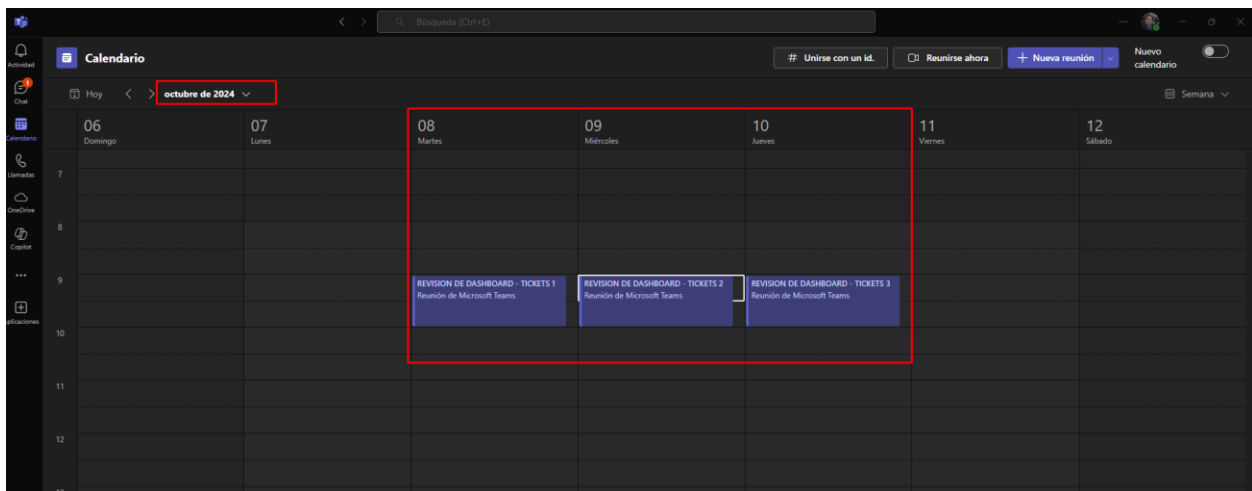 Búsqueda (Ctrl+E)
Actividad
Calendario
# Unirse con un id.
Reunirse ahora
+ Nueva reunión
Nuevo
calendario
1
Chat
Hoy
octubre de 2024
Semana
Calendario
06
Domingo
07
Lunes
08
Martes
09
Miércoles
10
Jueves
11
Viernes
12
Sábado
Llamadas
OneDrive
Copilot
...
plicaciones
7
8
9
REVISION DE DASHBOARD - TICKETS 1
Reunión de Microsoft Teams
REVISION DE DASHBOARD - TICKETS 2
Reunión de Microsoft Teams
REVISION DE DASHBOARD - TICKETS 3
Reunión de Microsoft Teams
10
11
12